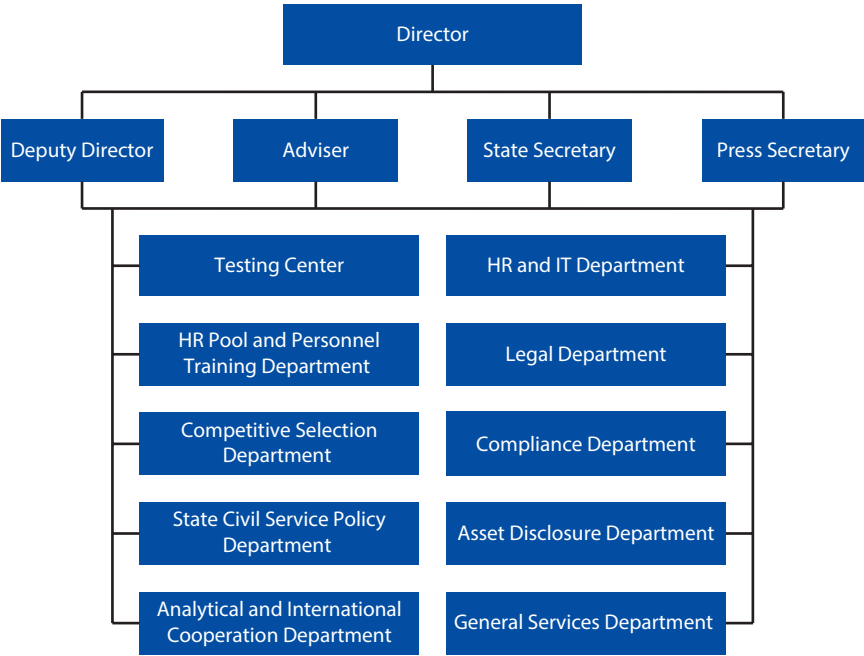 Director
Deputy Director
Adviser
State Secretary
Press Secretary
Testing Center
HR and IT Department
HR Pool and Personnel
Training Department
Legal Department
Competitive Selection
Department
Compliance Department
State Civil Service Policy
Department
Asset Disclosure Department
Analytical and International
Cooperation Department
General Services Department